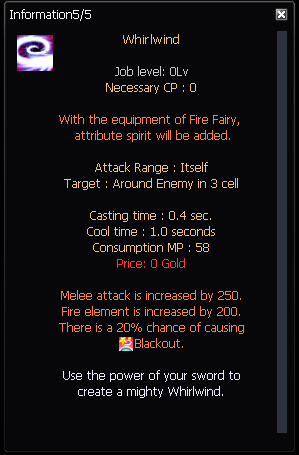 Information5/5
Whirlwind
Job level: 0Lv
Necessary CP : 0
With the equipment of Fire Fairy,
attribute spirit will be added.
Attack Range : Itself
Target : Around Enemy in 3 cell
Casting time : 0.4 sec.
Cool time : 1.0 seconds
Consumption MP : 58
Price: 0 Gold
Melee attack is increased by 250.
Fire element is increased by 200.
There is a 20% chance of causing
Blackout.
Use the power of your sword to
create a mighty Whirlwind.